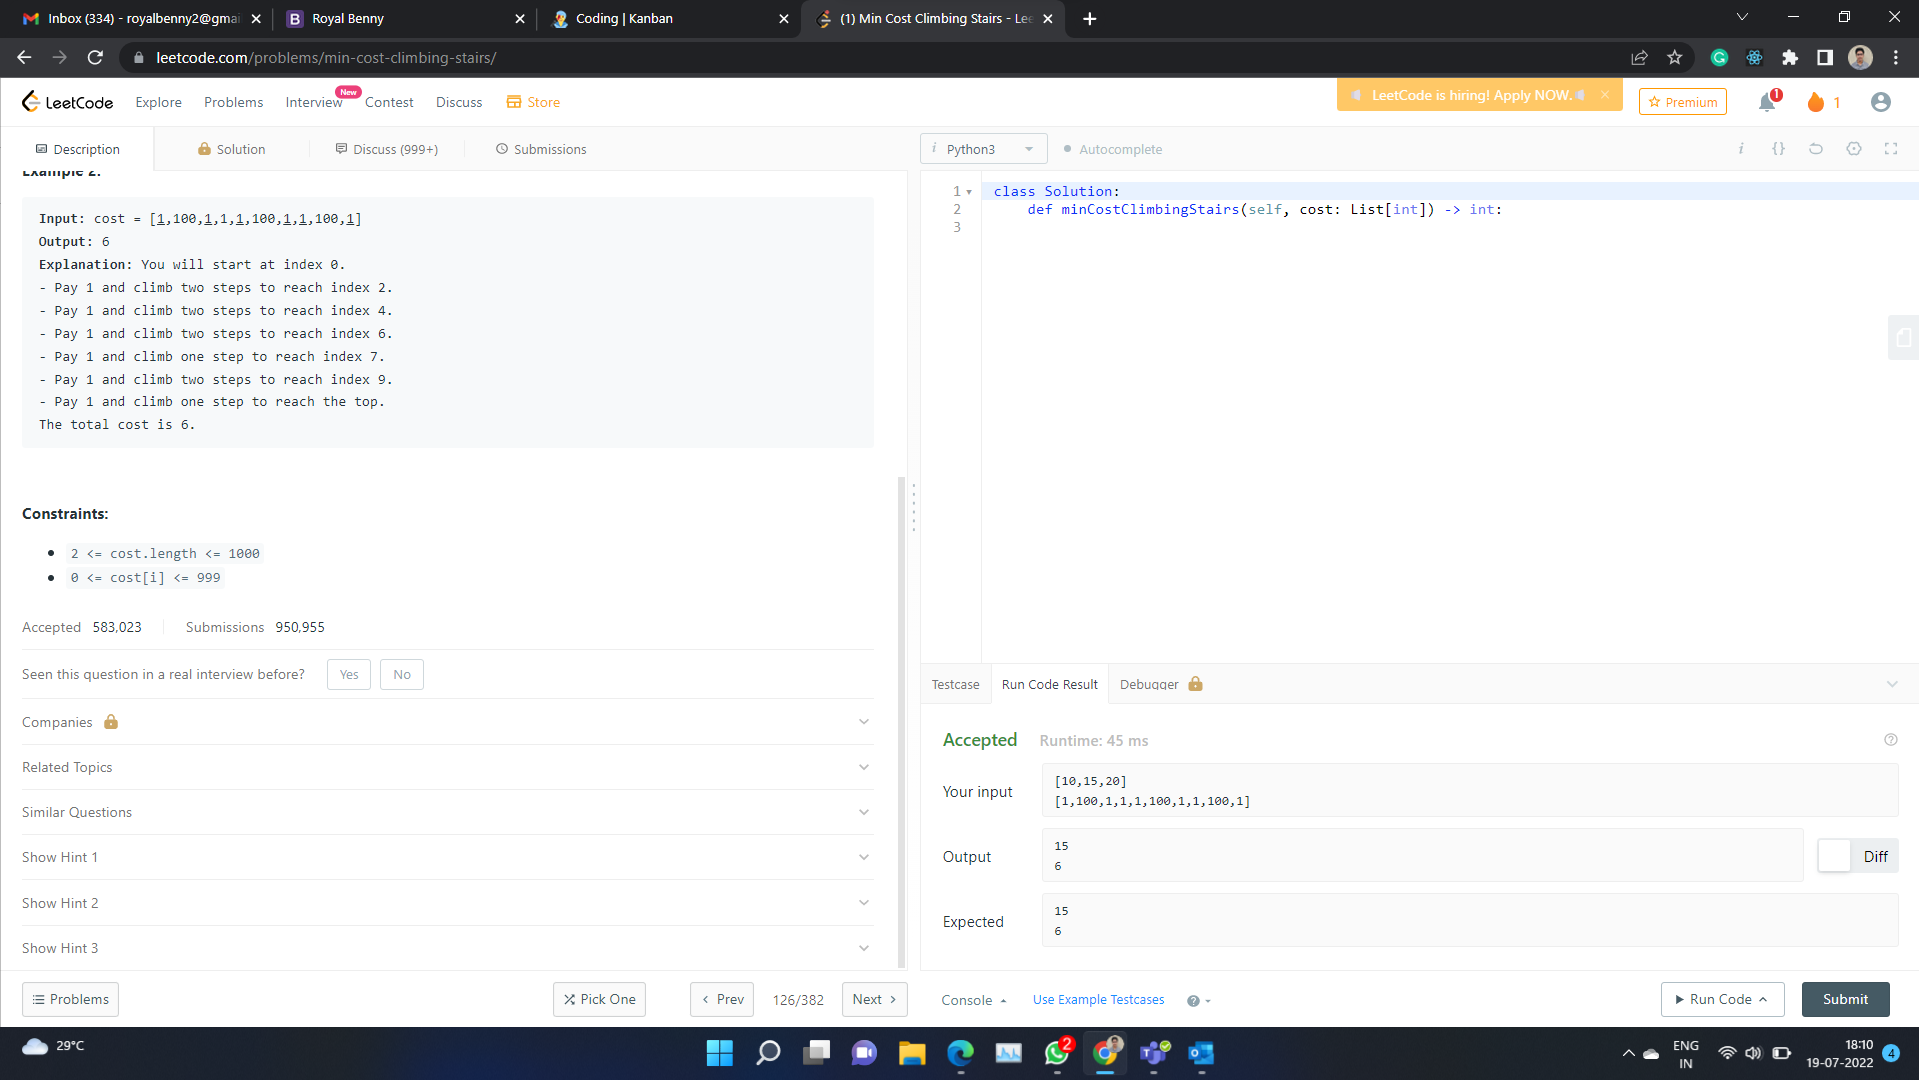 Inbox (334) - royalbenny2@gmai
Royal Benny
Coding | Kanban
(1) Min Cost Climbing Stairs - Lee
leetcode.com/problems/min-cost-climbing-stairs/
LeetCode
Explore
Problems
Interview
New
Contest
Discuss
Store
LeetCode is hiring! Apply NOW.
Premium
1
1
Description
Solution
Discuss (999+)
Submissions
Python3
Autocomplete
Example 2:
Input: cost = [1,100,1,1,1,100,1,1,100,1]
Output: 6
Explanation: You will start at index 0.
- Pay 1 and climb two steps to reach index 2.
- Pay 1 and climb two steps to reach index 4.
- Pay 1 and climb two steps to reach index 6.
- Pay 1 and climb one step to reach index 7.
- Pay 1 and climb two steps to reach index 9.
- Pay 1 and climb one step to reach the top.
The total cost is 6.
Constraints:
2 <= cost.length <= 1000
0 <= cost[i] <= 999
Accepted 583,023
Submissions 950,955
Seen this question in a real interview before?
Yes
No
Companies
Related Topics
Similar Questions
Show Hint 1
Show Hint 2
Show Hint 3
Problems
Pick One
Prev
126/382
Next
1 class Solution:
2 def minCostClimbingStairs(self, cost: List[int]) -> int:
3
Testcase
Run Code Result
Debugger
Accepted
Runtime: 45 ms
Your input
[10,15,20]
[1,100,1,1,1,100,1,1,100,1]
Output
15
6
Diff
Expected
15
6
Console
Use Example Testcases
Run Code
Submit
29°C
2
ENG
IN
18:10
19-07-2022
4